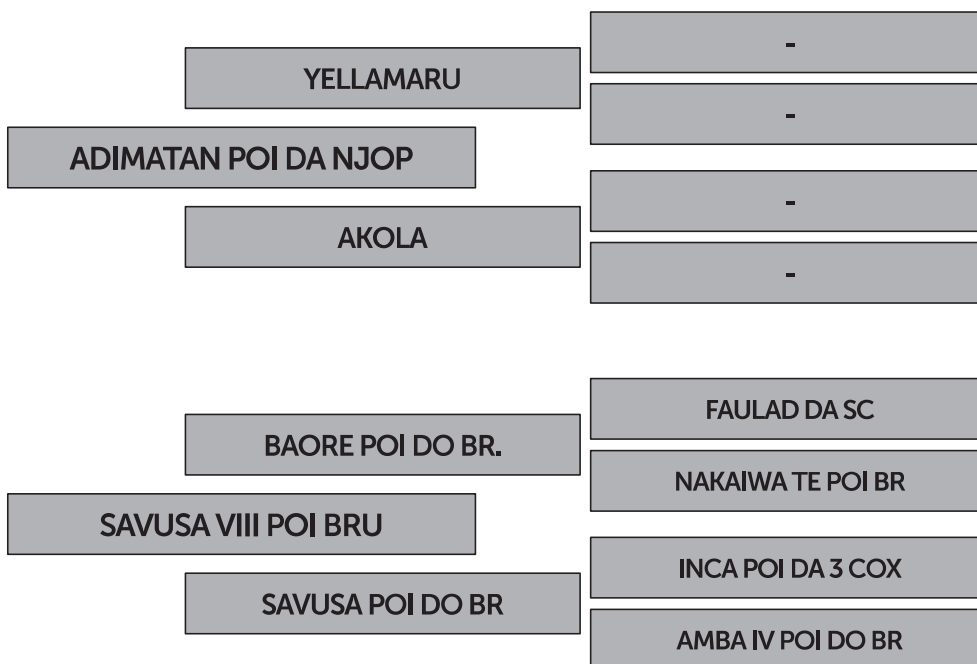 -
YELLAMARU
-
ADIMATAN POI DA NJOP
-
AKOLA
-
FAULAD DA SC
BAORE POI DO BR.
NAKAIWA TE POI BR
SAVUSA VIII POI BRU
INCA POI DA 3 COX
SAVUSA POI DO BR
AMBA IV POI DO BR